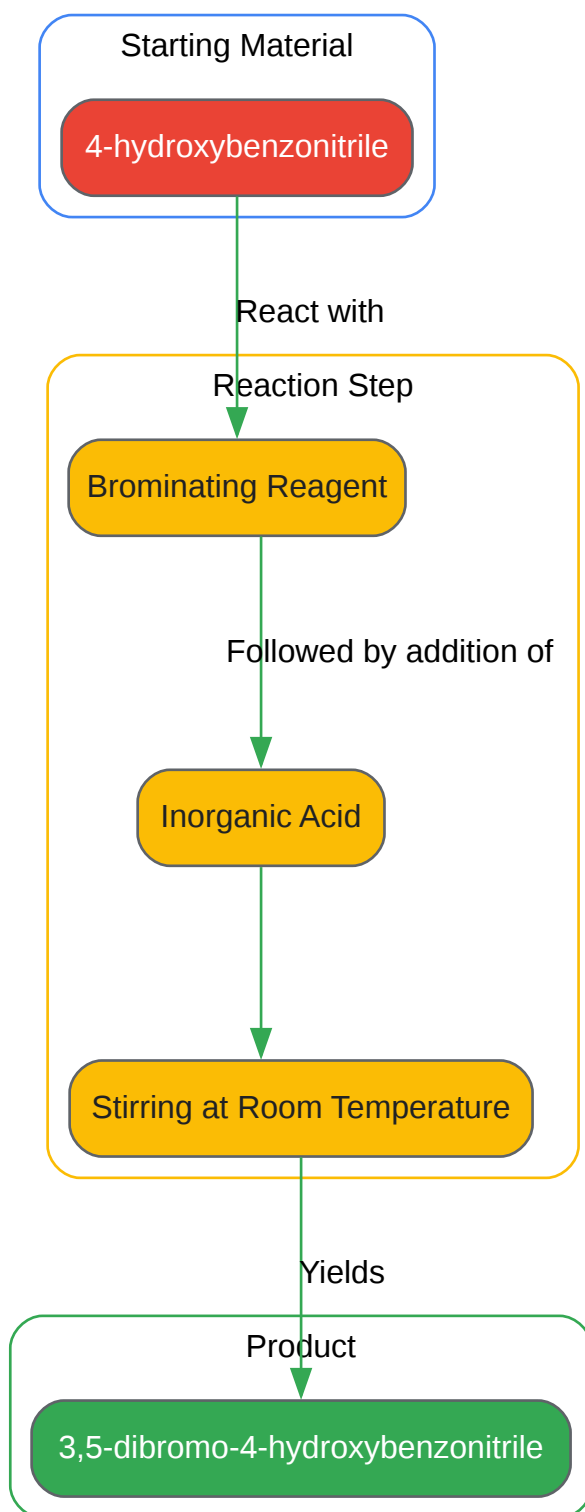 Starting Material
4-hydroxybenzonitrile
React with
Reaction Step
Brominating Reagent
Followed by addition of
Inorganic Acid
Stirring at Room Temperature
Yields
Product
3,5-dibromo-4-hydroxybenzonitrile